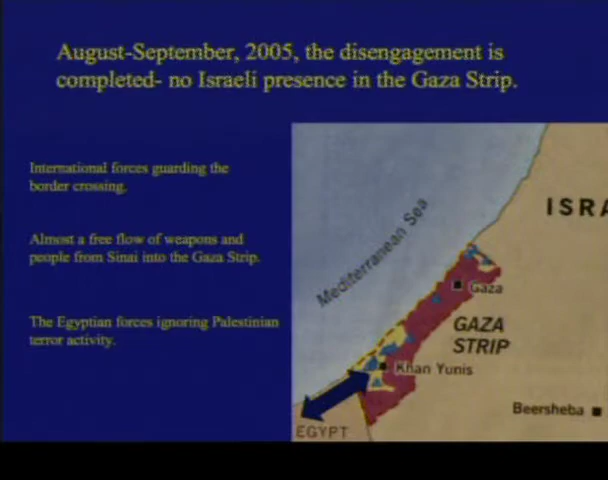 August-September, 2005, the disengagement is
completed- no Israeli presence in the Gaza Strip.
International forces guarding the
border crossing.
Almost a free flow of weapons and
people from Sinai into the Gaza Strip.
The Egyptian forces ignoring Palestinian
terror activity.
ISRA
Mediterranean Sea
Gaza
GAZA
STRIP
Khan Yunis
Beersheba
EGYPT